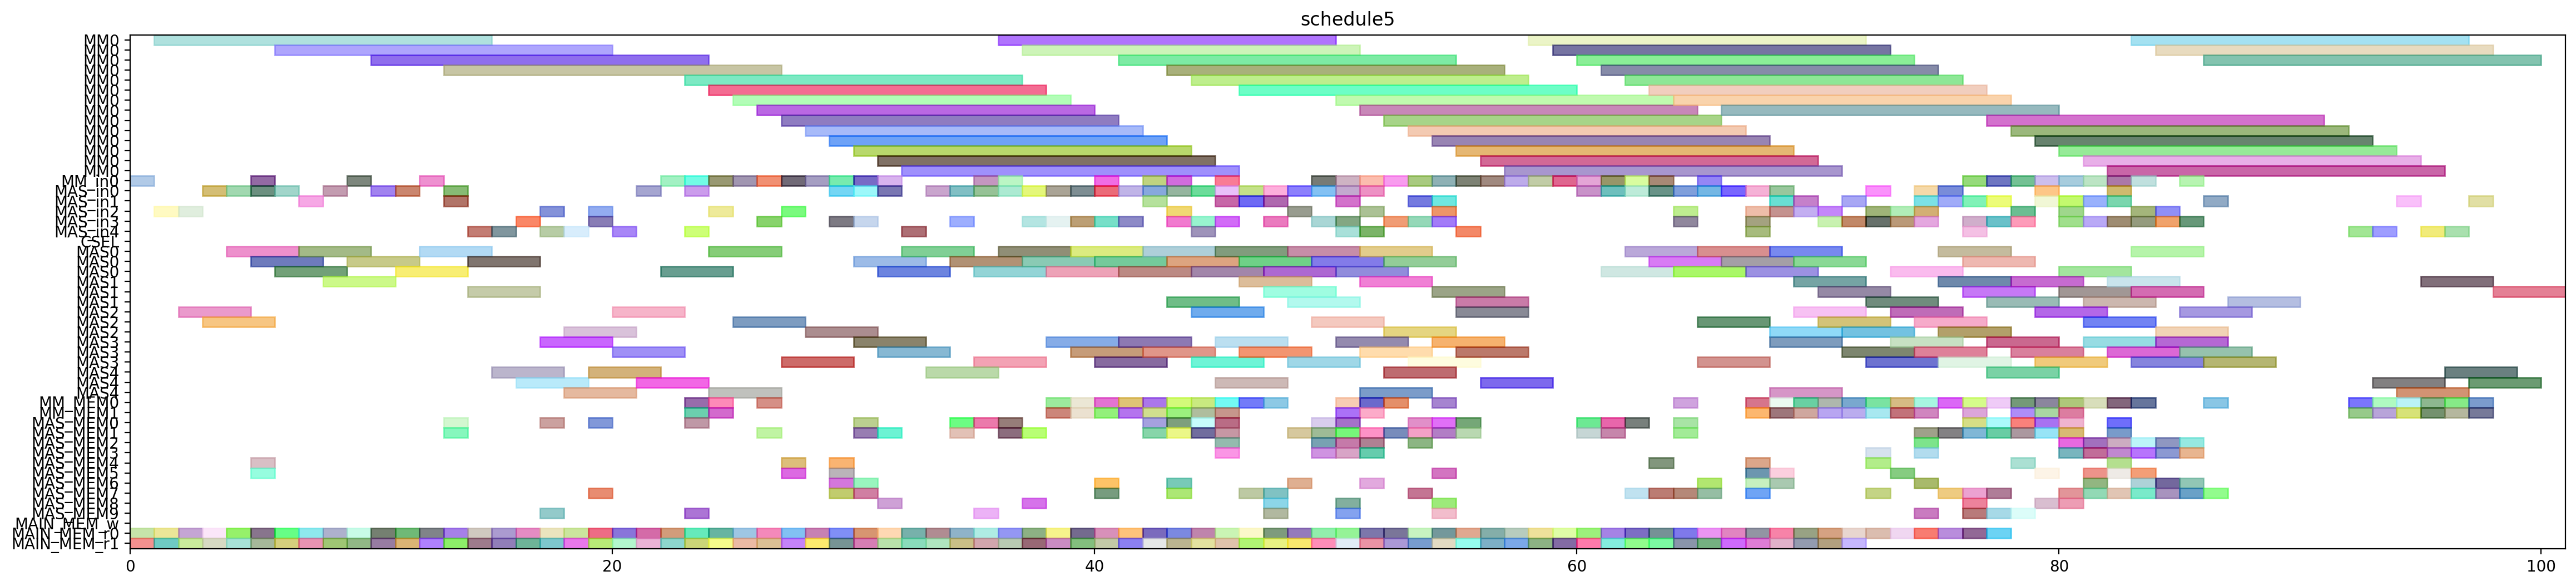 schedule5
MM0
MM0
MM0
MM0
MM0
MM0
MM0
MM0
MM0
MM0
MM0
MM0
MM0
MM0
MM_in0
MAS_in0
MAS_in1
MAS_in2
MAS_in3
MAS_in4
CSEL
MAS0
MAS0
MAS0
MAS1
MAS1
MAS1
MAS2
MAS2
MAS2
MAS3
MAS3
MAS3
MAS4
MAS4
MAS4
MM_MEM0
MM_MEM1
MAS_MEM0
MAS_MEM1
MAS_MEM2
MAS_MEM3
MAS_MEM4
MAS_MEM5
MAS_MEM6
MAS_MEM7
MAS_MEM8
MAS_MEM9
MAIN_MEM_w
MAIN_MEM_r0
MAIN_MEM_r1
0 20 40 60 80 100